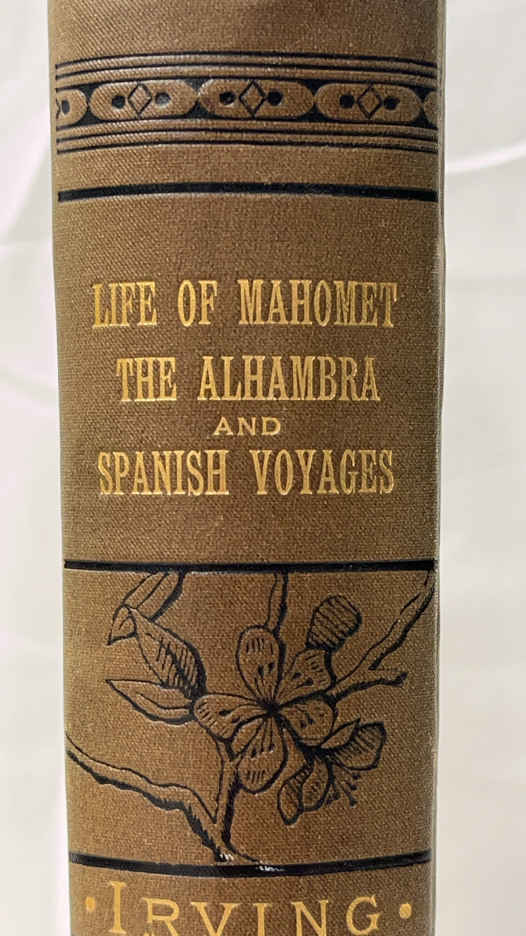 LIFE OF MAHOMET
THE ALHAMBRA
AND
SPANISH VOYAGES
·IRVING·